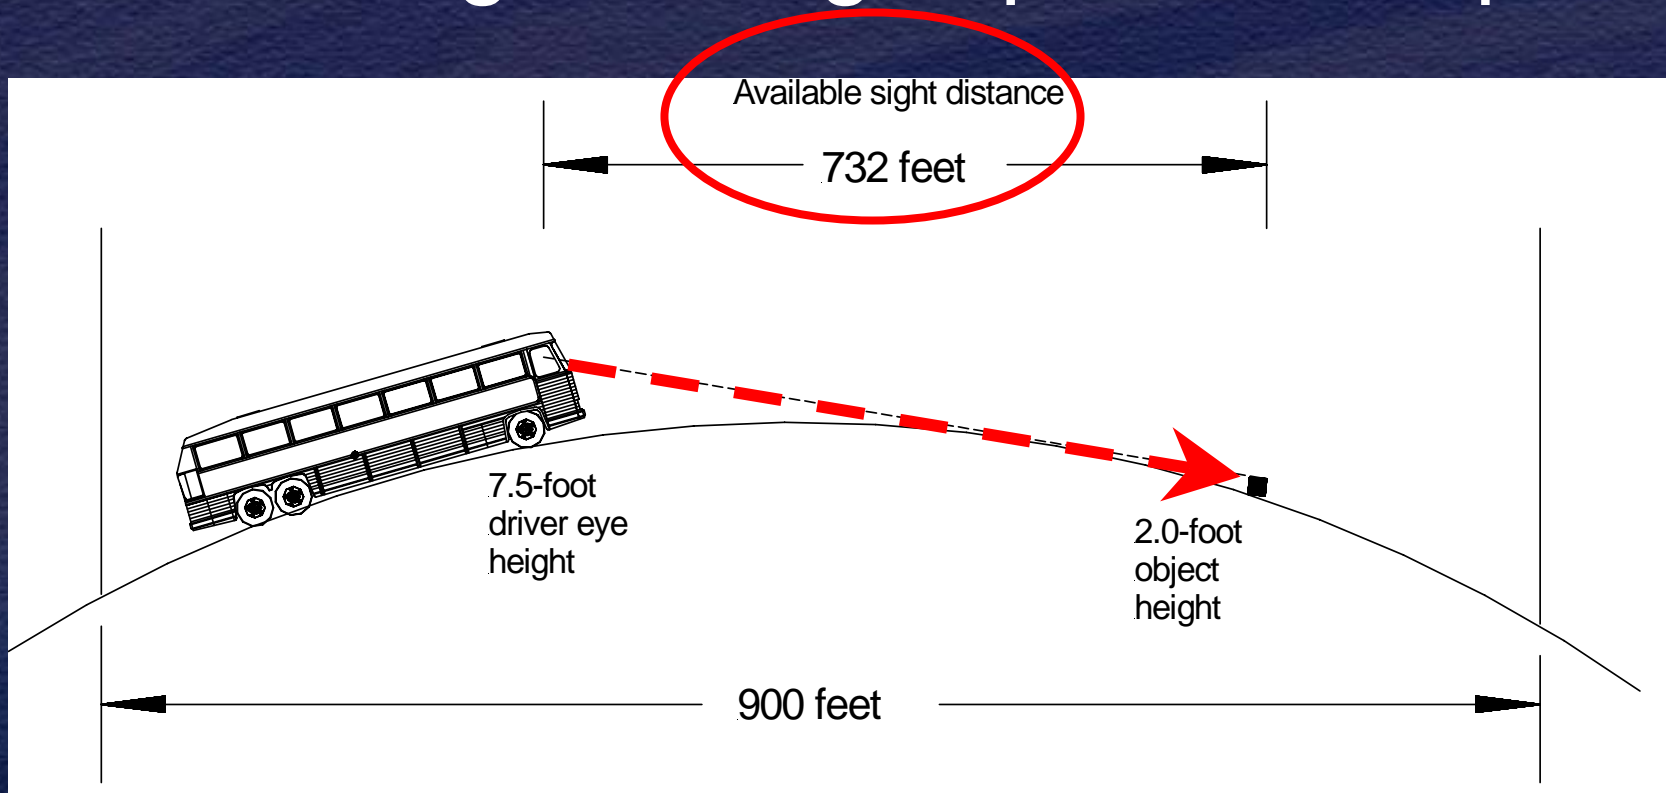 Available sight distance
732 feet
7.5-foot
driver eye
height
2.0-foot
object
height
900 feet